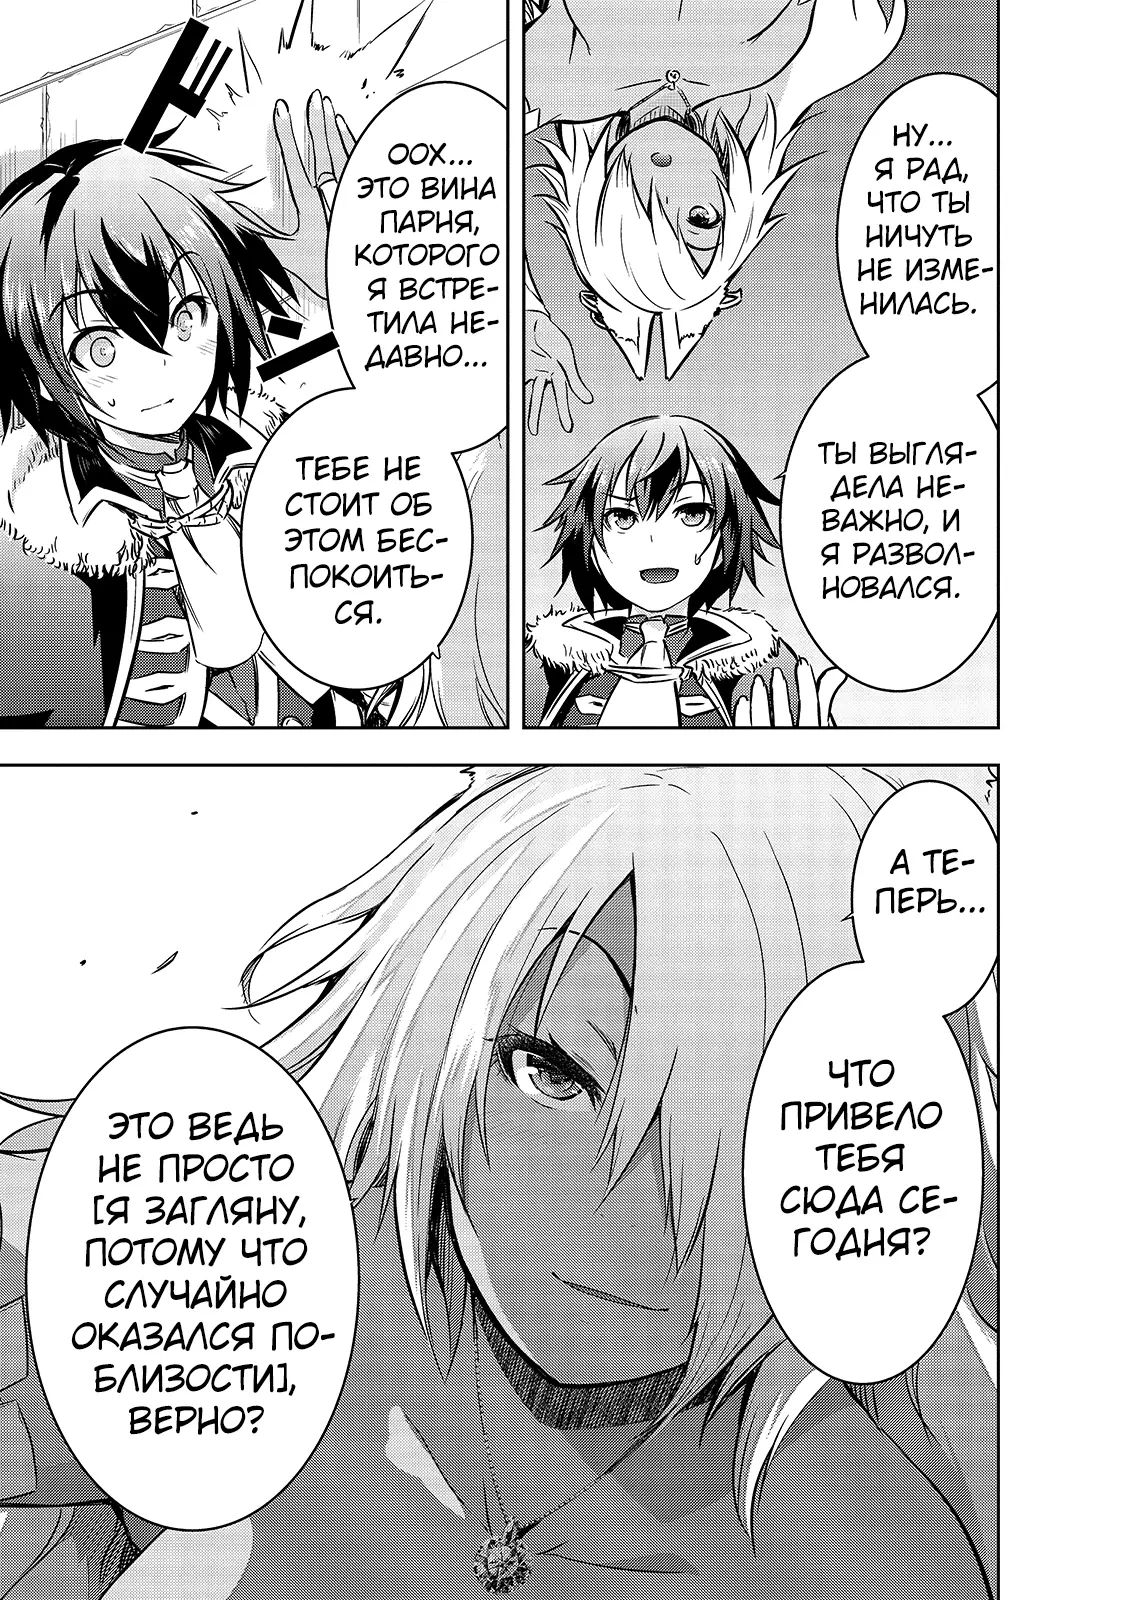 НУ...
Я РАД,
ЧТО ТЫ
НИЧУТЬ
НЕ ИЗМЕ-
НИЛАСЬ.
ТЫ ВЫГЛЯ-
ДЕЛА НЕ-
ВАЖНО, И
Я РАЗВОЛ-
НОВАЛСЯ.
ООХ...
ЭТО ВИНА
ПАРНЯ,
КОТОРОГО
Я ВСТРЕ-
ТИЛА НЕ-
ДАВНО...
ТЕБЕ НЕ
СТОИТ ОБ
ЭТОМ БЕС-
ПОКОИТЬ-
СЯ.
А ТЕ-
ПЕРЬ...
ЧТО
ПРИВЕЛО
ТЕБЯ
СЮДА СЕ-
ГОДНЯ?
ЭТО ВЕДЬ
НЕ ПРОСТО
[Я ЗАГЛЯНУ,
ПОТОМУ ЧТО
СЛУЧАЙНО
ОКАЗАЛСЯ ПО-
БЛИЗОСТИ],
ВЕРНО?